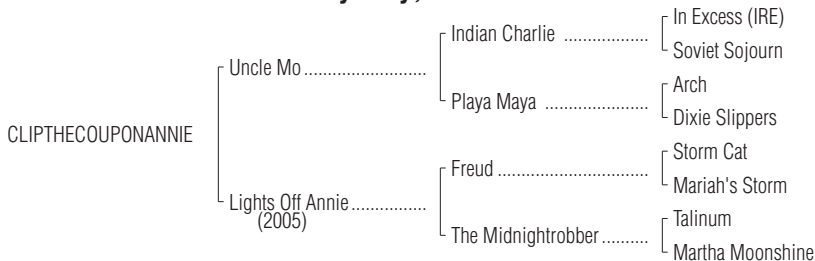 In Excess (IRE)
Indian Charlie ....................
Soviet Sojourn
Uncle Mo ..........................
Arch
Playa Maya .....................
Dixie Slippers
CLIPTHECOUPONANNIE
Storm Cat
Freud ..............................
Mariah's Storm
Lights Off Annie ................
(2005)
Talinum
The Midnightrobber ..........
Martha Moonshine